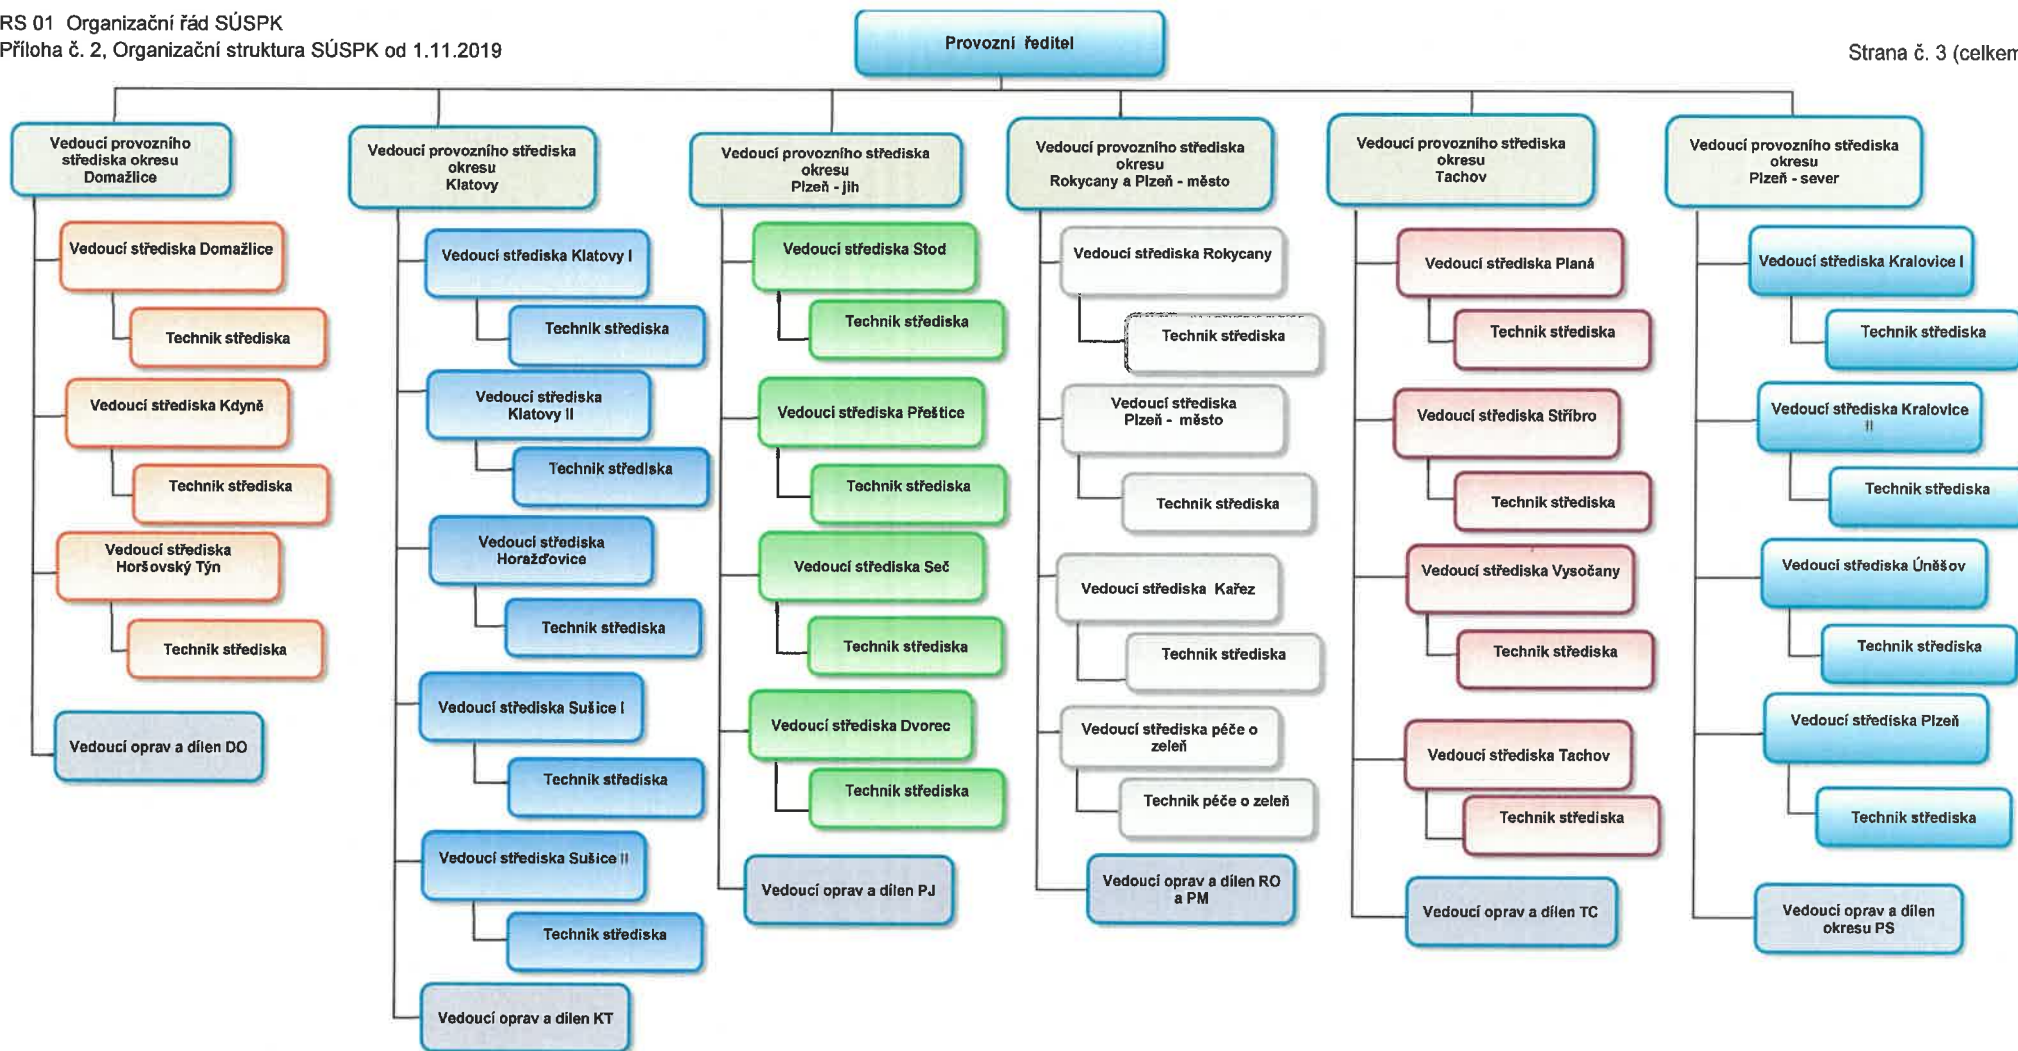 RS 01 Organizační řád SÚSPK
Příloha č. 2, Organizační struktura SÚSPK od 1.11.2019
Strana č. 3 (celkem
Provozní ředitel
Vedoucí provozního
střediska okresu
Domažlice
Vedoucí střediska Domažlice
Technik střediska
Vedoucí střediska Kdyně
Technik střediska
Vedoucí střediska
Horšovský Týn
Technik střediska
Vedoucí oprav a dílen DO
Vedoucí provozního střediska
okresu
Klatovy
Vedoucí střediska Klatovy I
Technik střediska
Vedoucí střediska
Klatovy II
Technik střediska
Vedoucí střediska
Horažďovice
Technik střediska
Vedoucí střediska Sušice I
Technik střediska
Vedoucí střediska Sušice II
Technik střediska
Vedoucí oprav a dílen KT
Vedoucí provozního střediska
okresu
Plzeň - jih
Vedoucí střediska Stod
Technik střediska
Vedoucí střediska Přeštice
Technik střediska
Vedoucí střediska Seč
Technik střediska
Vedoucí střediska Dvorec
Technik střediska
Vedoucí oprav a dílen PJ
Vedoucí provozního střediska
okresu
Rokycany a Plzeň - město
Vedoucí střediska Rokycany
Technik střediska
Vedoucí střediska
Plzeň - město
Technik střediska
Vedoucí střediska Kařez
Technik střediska
Vedoucí střediska péče o
zeleň
Technik péče o zeleň
Vedoucí oprav a dílen RO
a PM
Vedoucí provozního střediska
okresu
Tachov
Vedoucí střediska Planá
Technik střediska
Vedoucí střediska Stříbro
Technik střediska
Vedoucí střediska Vysočany
Technik střediska
Vedoucí střediska Tachov
Technik střediska
Vedoucí oprav a dílen TC
Vedoucí provozního střediska
okresu
Plzeň - sever
Vedoucí střediska Kralovice I
Technik střediska
Vedoucí střediska Kralovice
II
Technik střediska
Vedoucí střediska Úněšov
Technik střediska
Vedoucí střediska Plzeň
Technik střediska
Vedoucí oprav a dílen
okresu PS